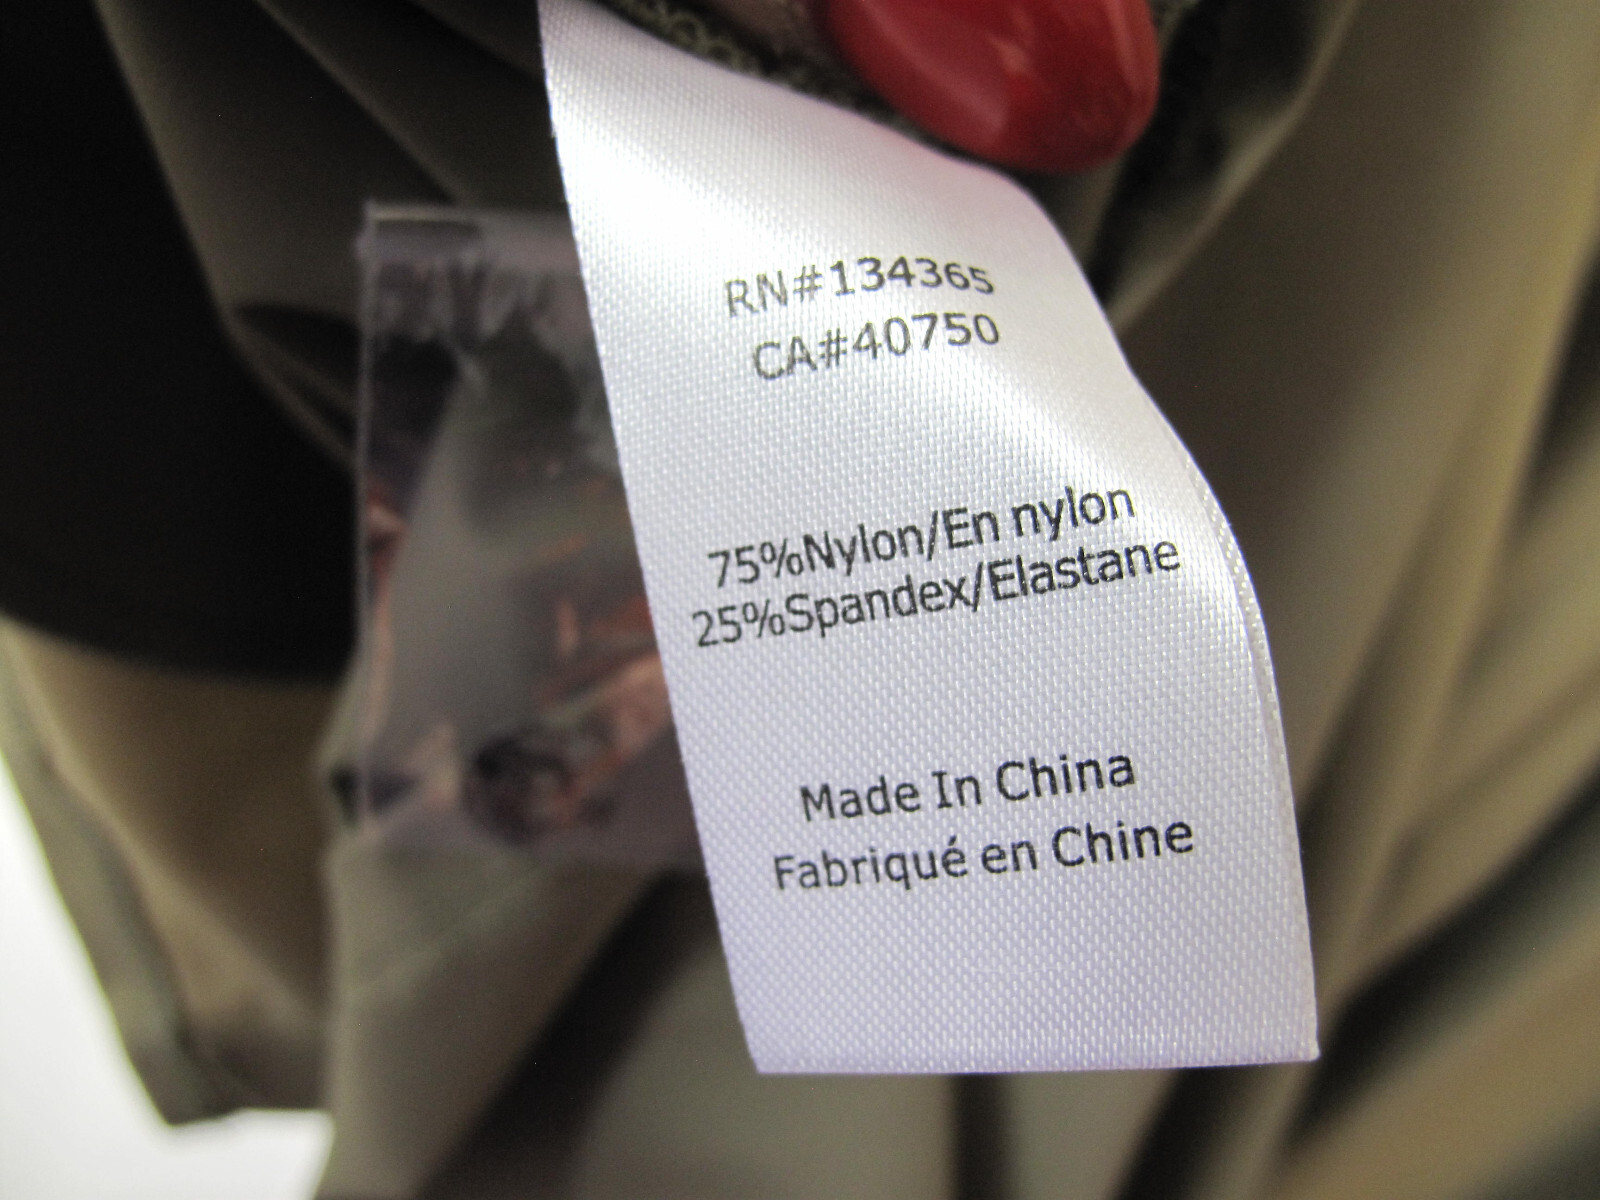 RN#134365
CA#40750
75%Nylon/En nylon
25%Spandex/Elastane
Made In China
Fabriqué en Chine